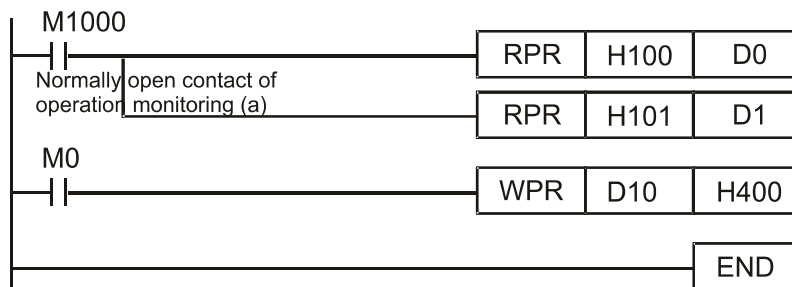 M1000
RPR H100 D0
Normally open contact of
operation monitoring (a)
RPR H101 D1
M0
WPR D10 H400
END